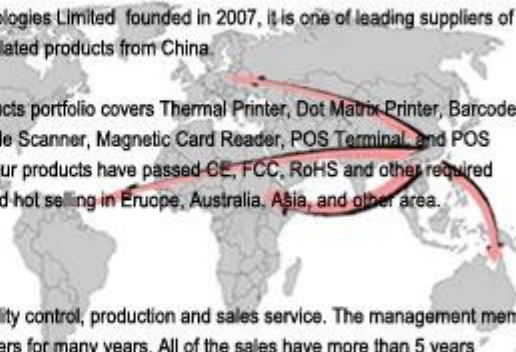 ologies Limited founded in 2007, it is one of leading suppliers of
lated products from China.
cts portfolio covers Thermal Printer, Dot Matrix Printer, Barcode
le Scanner, Magnetic Card Reader, POS Terminal, and POS
ur products have passed CE, FCC, RoHS and other required
d hot selling in Eruope, Australia, Asia, and other area.
lity control, production and sales service. The management mem
ers for many years. All of the sales have more than 5 years